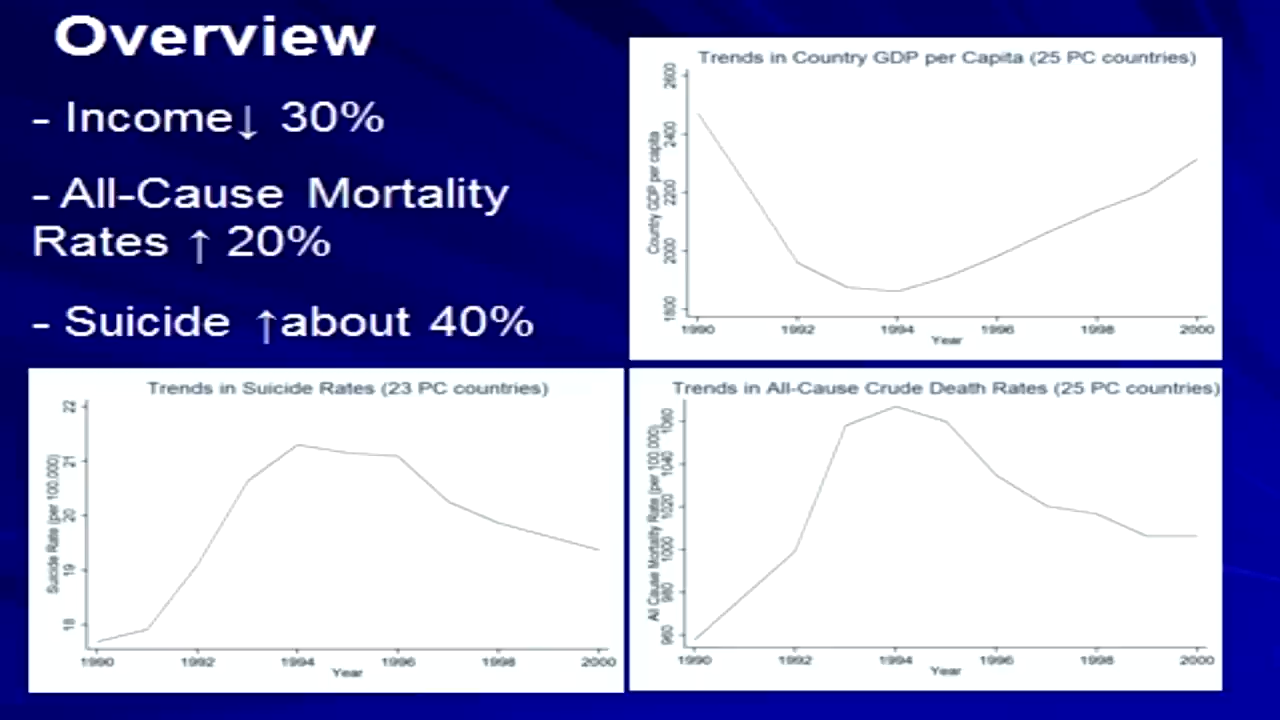 Overview
- Income↓ 30%
- All-Cause Mortality
Rates ↑ 20%
- Suicide ↑about 40%
Trends in Country GDP per Capita (25 PC countries)
Country GDP per capita
2600
2400
2200
2000
1800
1990 1992 1994 1996 1998 2000
Year
Trends in Suicide Rates (23 PC countries)
Suicide Rate (per 100,000)
22
21
20
19
18
1990 1992 1994 1996 1998 2000
Year
Trends in All-Cause Crude Death Rates (25 PC countries)
All Cause Mortality Rate (per 100,000)
1060
1040
1020
1000
980
960
1990 1992 1994 1996 1998 2000
Year